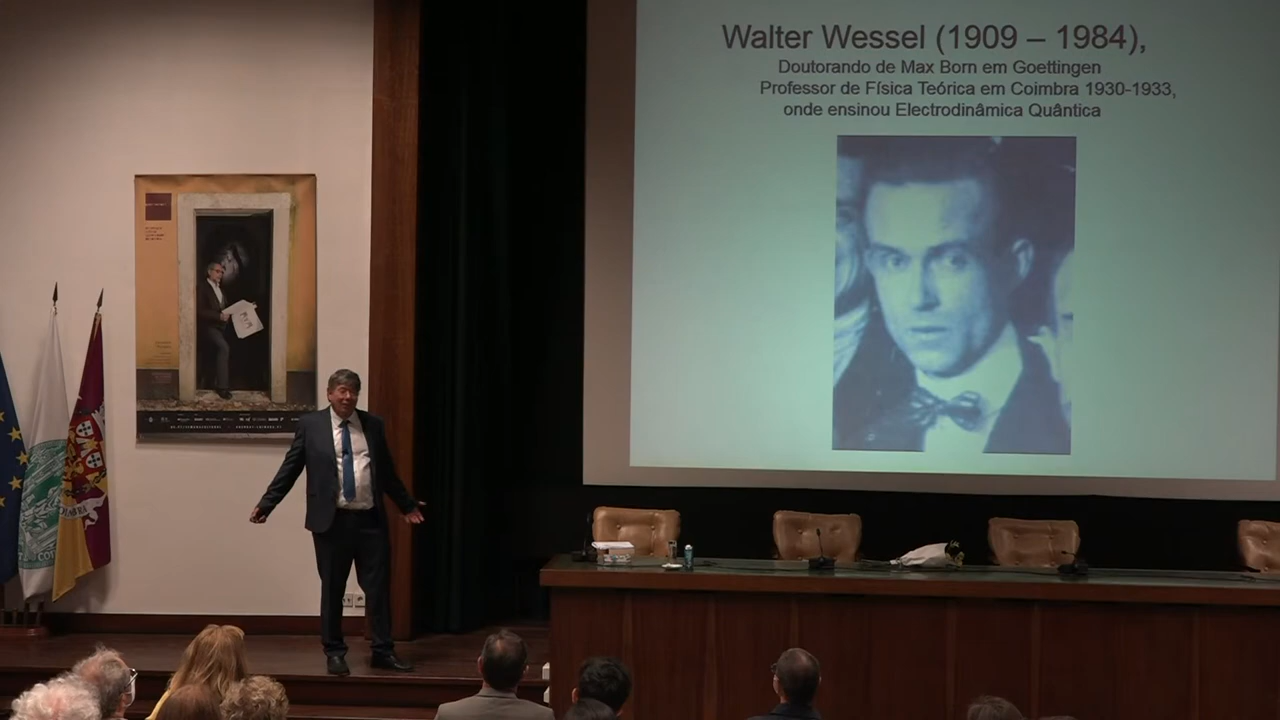 Walter Wessel (1909 – 1984),
Doutorando de Max Born em Goettingen
Professor de Física Teórica em Coimbra 1930-1933,
onde ensinou Electrodinâmica Quântica